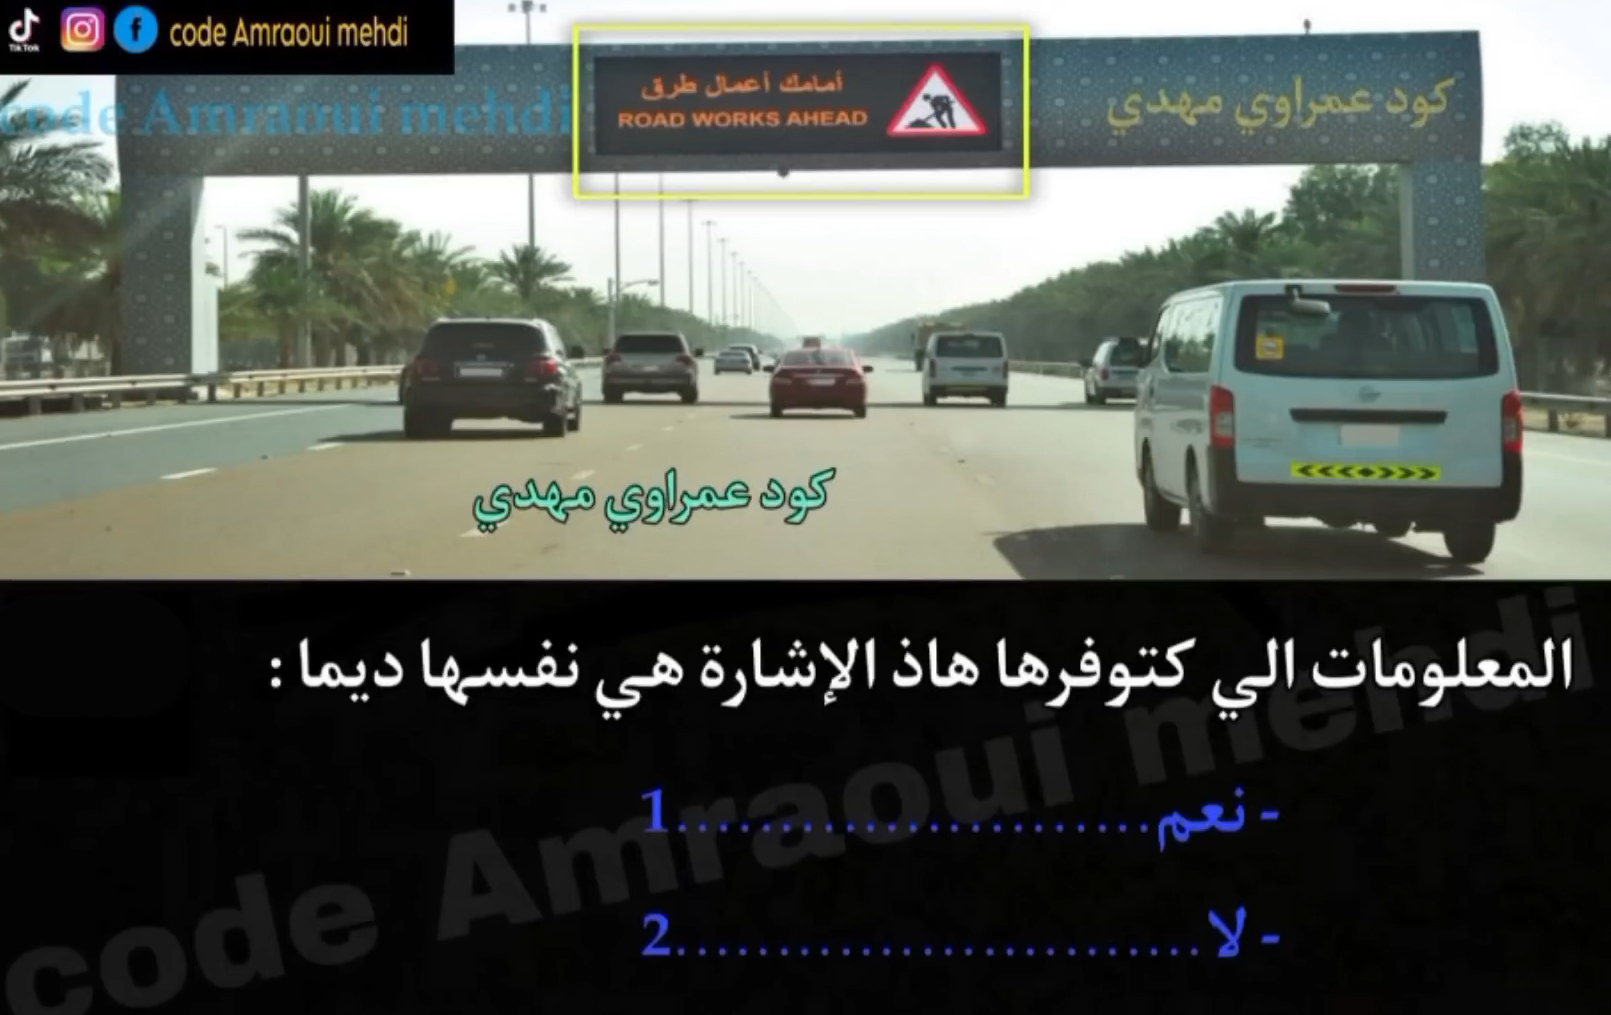 TikTok
code Amraoui mehdi
code Amraoui mehdi
أمامك أعمال طرق
ROAD WORKS AHEAD
كود عمراوي مهدي
كود عمراوي مهدي
المعلومات الي كتوفرها هاذ الإشارة هي نفسها ديما :
- نعم.......................1
- لا.........................2
code Amraoui mehdi